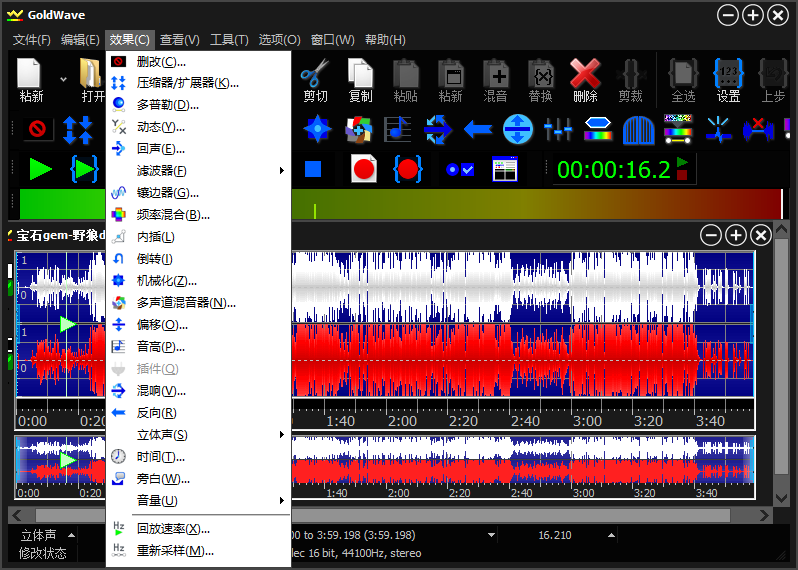 GoldWave
文件(F) 编辑(E) 效果(C) 查看(V) 工具(T) 选项(O) 窗口(W) 帮助(H)
粘新 打开 剪切 复制 粘贴 粘新 混音 替换 删除 剪裁 全选 设置 上步
00:00:16.2
宝石gem-野狼d
删改(C)...
压缩器/扩展器(K)...
多普勒(D)...
动态(Y)...
回声(E)...
滤波器(F)
镶边器(G)...
频率混合(B)...
内插(L)
倒转(I)
机械化(Z)...
多声道混音器(N)...
偏移(O)...
音高(P)...
插件(Q)
混响(V)...
反向(R)
立体声(S)
时间(T)...
旁白(W)...
音量(U)
Hz 回放速率(X)...
Hz 重新采样(M)...
1
0
1
0
0:00 0:20 1:40 2:00 2:20 2:40 3:00 3:20 3:40
0:00 0:20 1:40 2:00 2:20 2:40 3:00 3:20 3:40
立体声 00 to 3:59.198 (3:59.198) 16.210
修改状态 lec 16 bit, 44100Hz, stereo